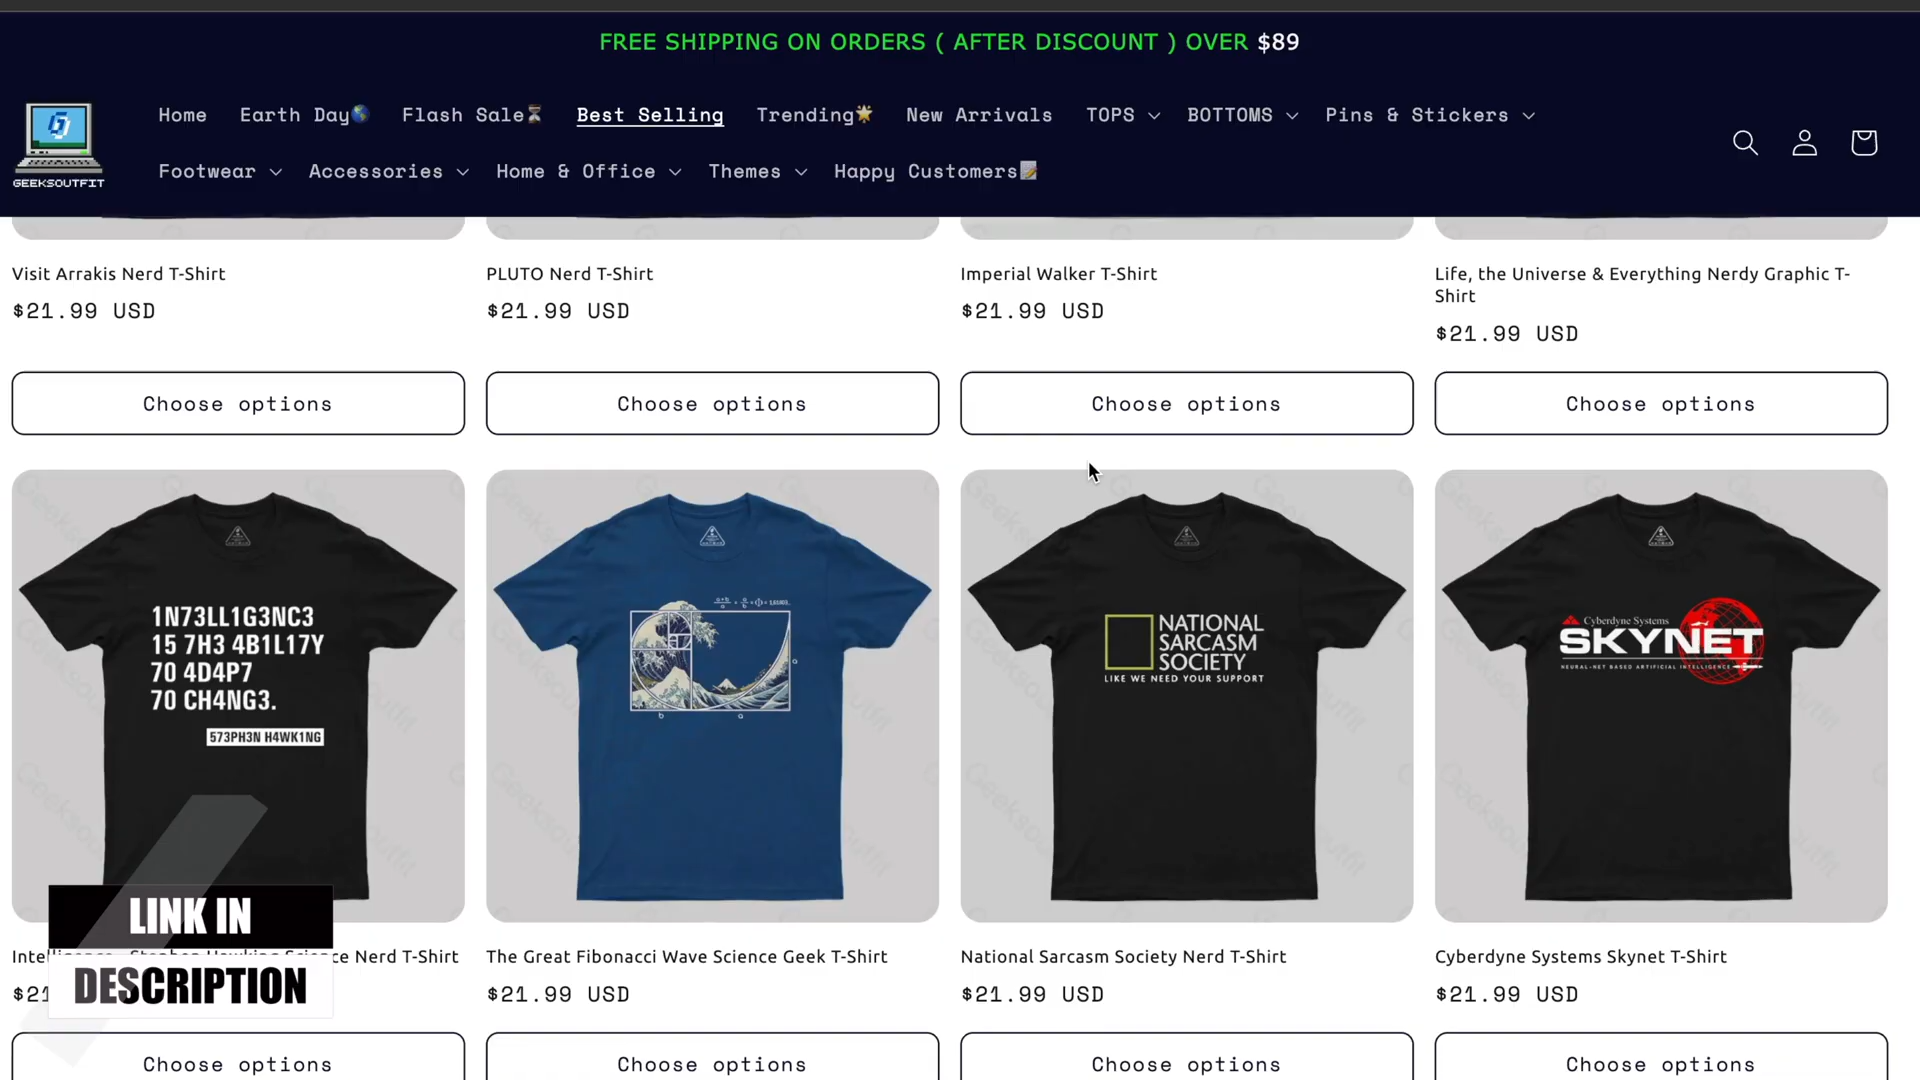 FREE SHIPPING ON ORDERS ( AFTER DISCOUNT ) OVER $89
Home Earth Day Flash Sale Best Selling Trending New Arrivals TOPS BOTTOMS Pins & Stickers
GEEKSOUTFIT
Footwear Accessories Home & Office Themes Happy Customers
Visit Arrakis Nerd T-Shirt
$21.99 USD
Choose options
PLUTO Nerd T-Shirt
$21.99 USD
Choose options
Imperial Walker T-Shirt
$21.99 USD
Choose options
Life, the Universe & Everything Nerdy Graphic T-
Shirt
$21.99 USD
Choose options
1N73LL1G3NC3
15 7H3 4B1L17Y
70 4D4P7
70 CH4NG3.
573PH3N H4WK1NG
NATIONAL
SARCASM
SOCIETY
LIKE WE NEED YOUR SUPPORT
Cyberdyne Systems
SKYNET
NEURAL-NET BASED ARTIFICIAL INTELLIGENCE
LINK IN
DESCRIPTION
Nerd T-Shirt
Choose options
The Great Fibonacci Wave Science Geek T-Shirt
$21.99 USD
Choose options
National Sarcasm Society Nerd T-Shirt
$21.99 USD
Choose options
Cyberdyne Systems Skynet T-Shirt
$21.99 USD
Choose options